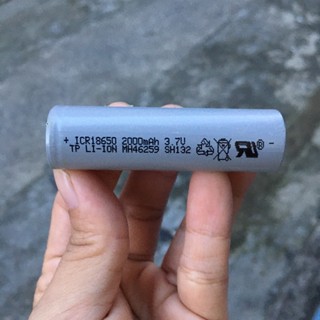 + ICR18650 2000mAh 3.7V -
TP LI-ION MH46259 SH132